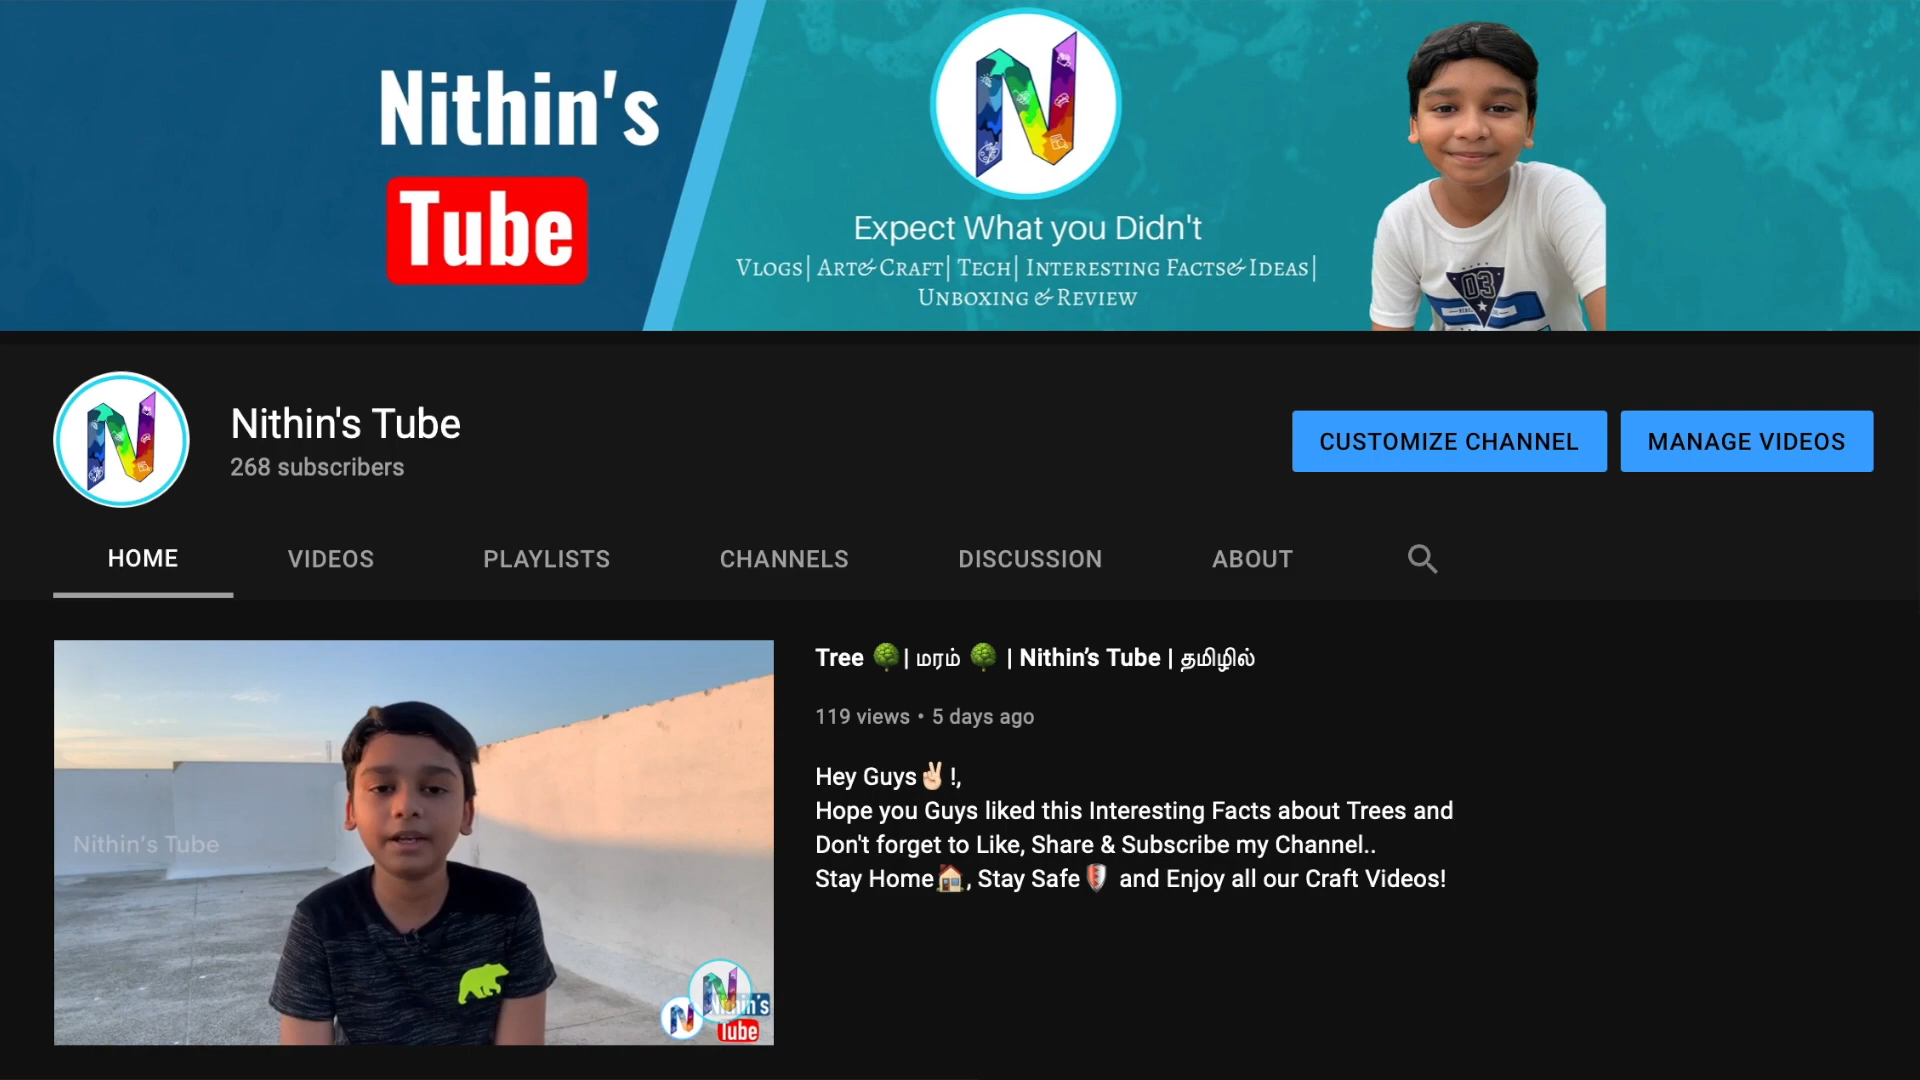 Nithin's
Tube
N
Expect What you Didn't
Vlogs| Art& Craft| Tech| Interesting Facts& Ideas|
Unboxing & Review
03
N
Nithin's Tube
268 subscribers
CUSTOMIZE CHANNEL
MANAGE VIDEOS
HOME
VIDEOS
PLAYLISTS
CHANNELS
DISCUSSION
ABOUT
Tree 🌳| மரம் 🌳 | Nithin’s Tube | தமிழில்
119 views • 5 days ago
Hey Guys✌🏻!,
Hope you Guys liked this Interesting Facts about Trees and
Don't forget to Like, Share & Subscribe my Channel..
Stay Home🏠, Stay Safe🛡 and Enjoy all our Craft Videos!
Nithin's Tube
N
N
Nithin's
Tube